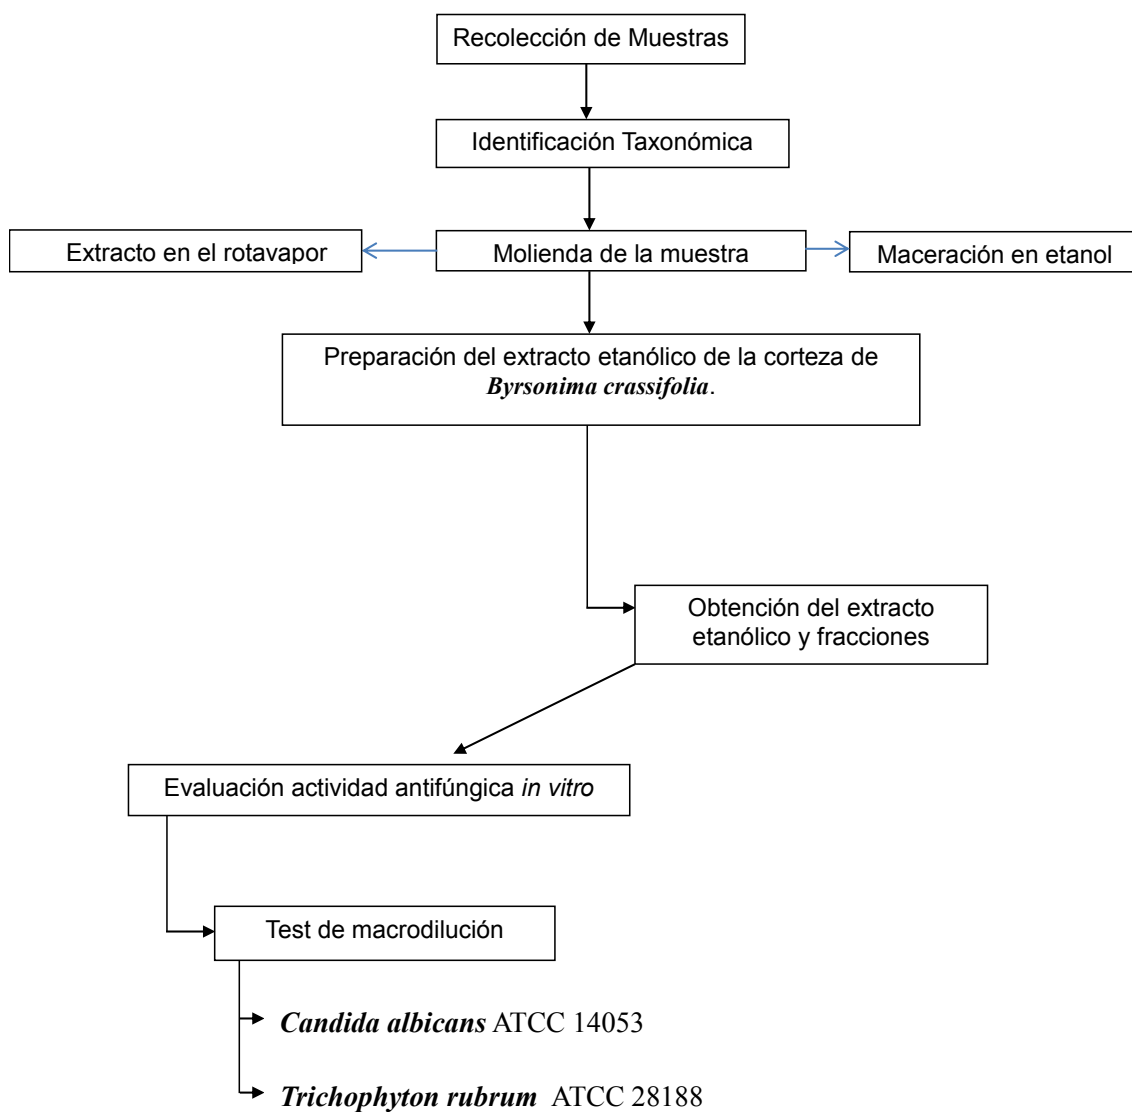 Recolección de Muestras
Identificación Taxonómica
Extracto en el rotavapor
Molienda de la muestra
Maceración en etanol
Preparación del extracto etanólico de la corteza de
Byrsonima crassifolia.
Obtención del extracto
etanólico y fracciones
Evaluación actividad antifúngica in vitro
Test de macrodilución
Candida albicans ATCC 14053
Trichophyton rubrum ATCC 28188